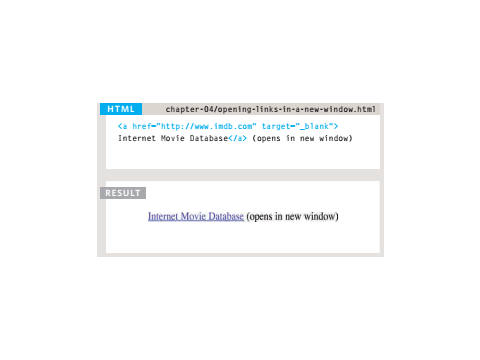 HTML
chapter-04/opening-links-in-a-new-window.html
<a href="http://www.imdb.com" target="_blank">
Internet Movie Database</a> (opens in new window)
RESULT
Internet Movie Database (opens in new window)